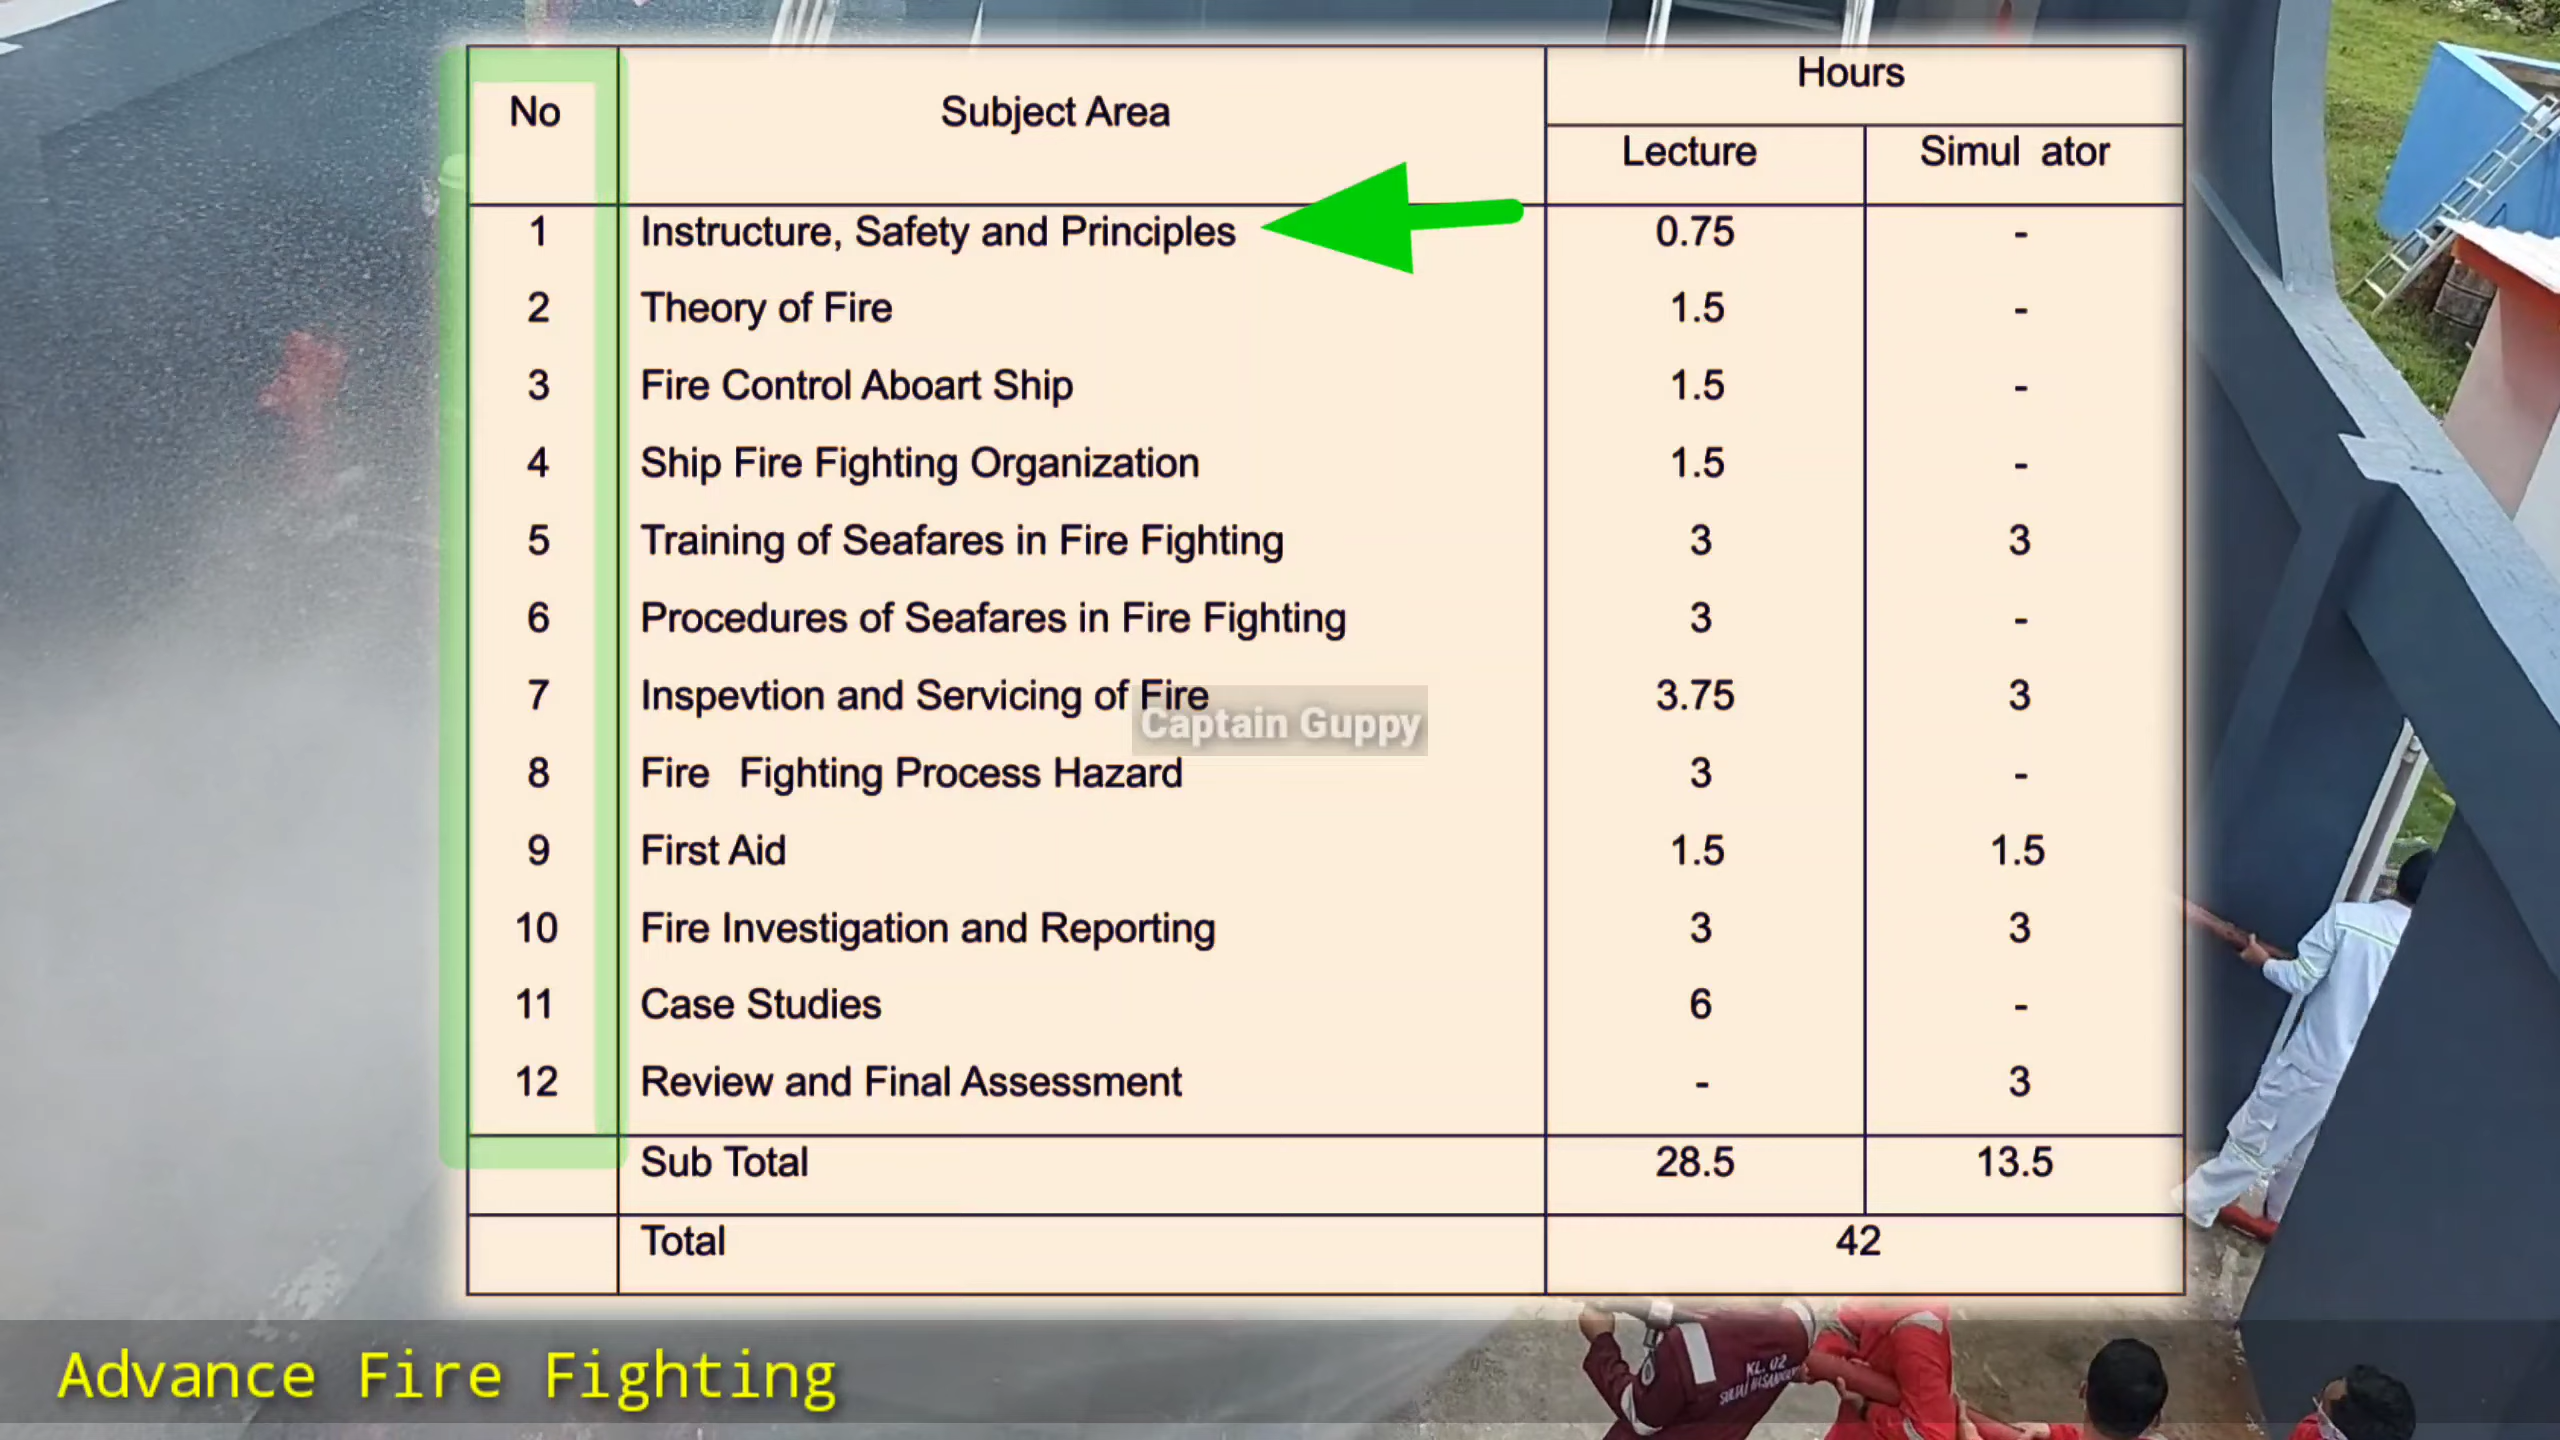 No Subject Area Hours
Lecture Simul ator
1 Instructure, Safety and Principles 0.75 -
2 Theory of Fire 1.5 -
3 Fire Control Aboart Ship 1.5 -
4 Ship Fire Fighting Organization 1.5 -
5 Training of Seafares in Fire Fighting 3 3
6 Procedures of Seafares in Fire Fighting 3 -
7 Inspevtion and Servicing of Fire 3.75 3
Captain Guppy
8 Fire Fighting Process Hazard 3 -
9 First Aid 1.5 1.5
10 Fire Investigation and Reporting 3 3
11 Case Studies 6 -
12 Review and Final Assessment - 3
Sub Total 28.5 13.5
Total 42
Advance Fire Fighting
KL. 02